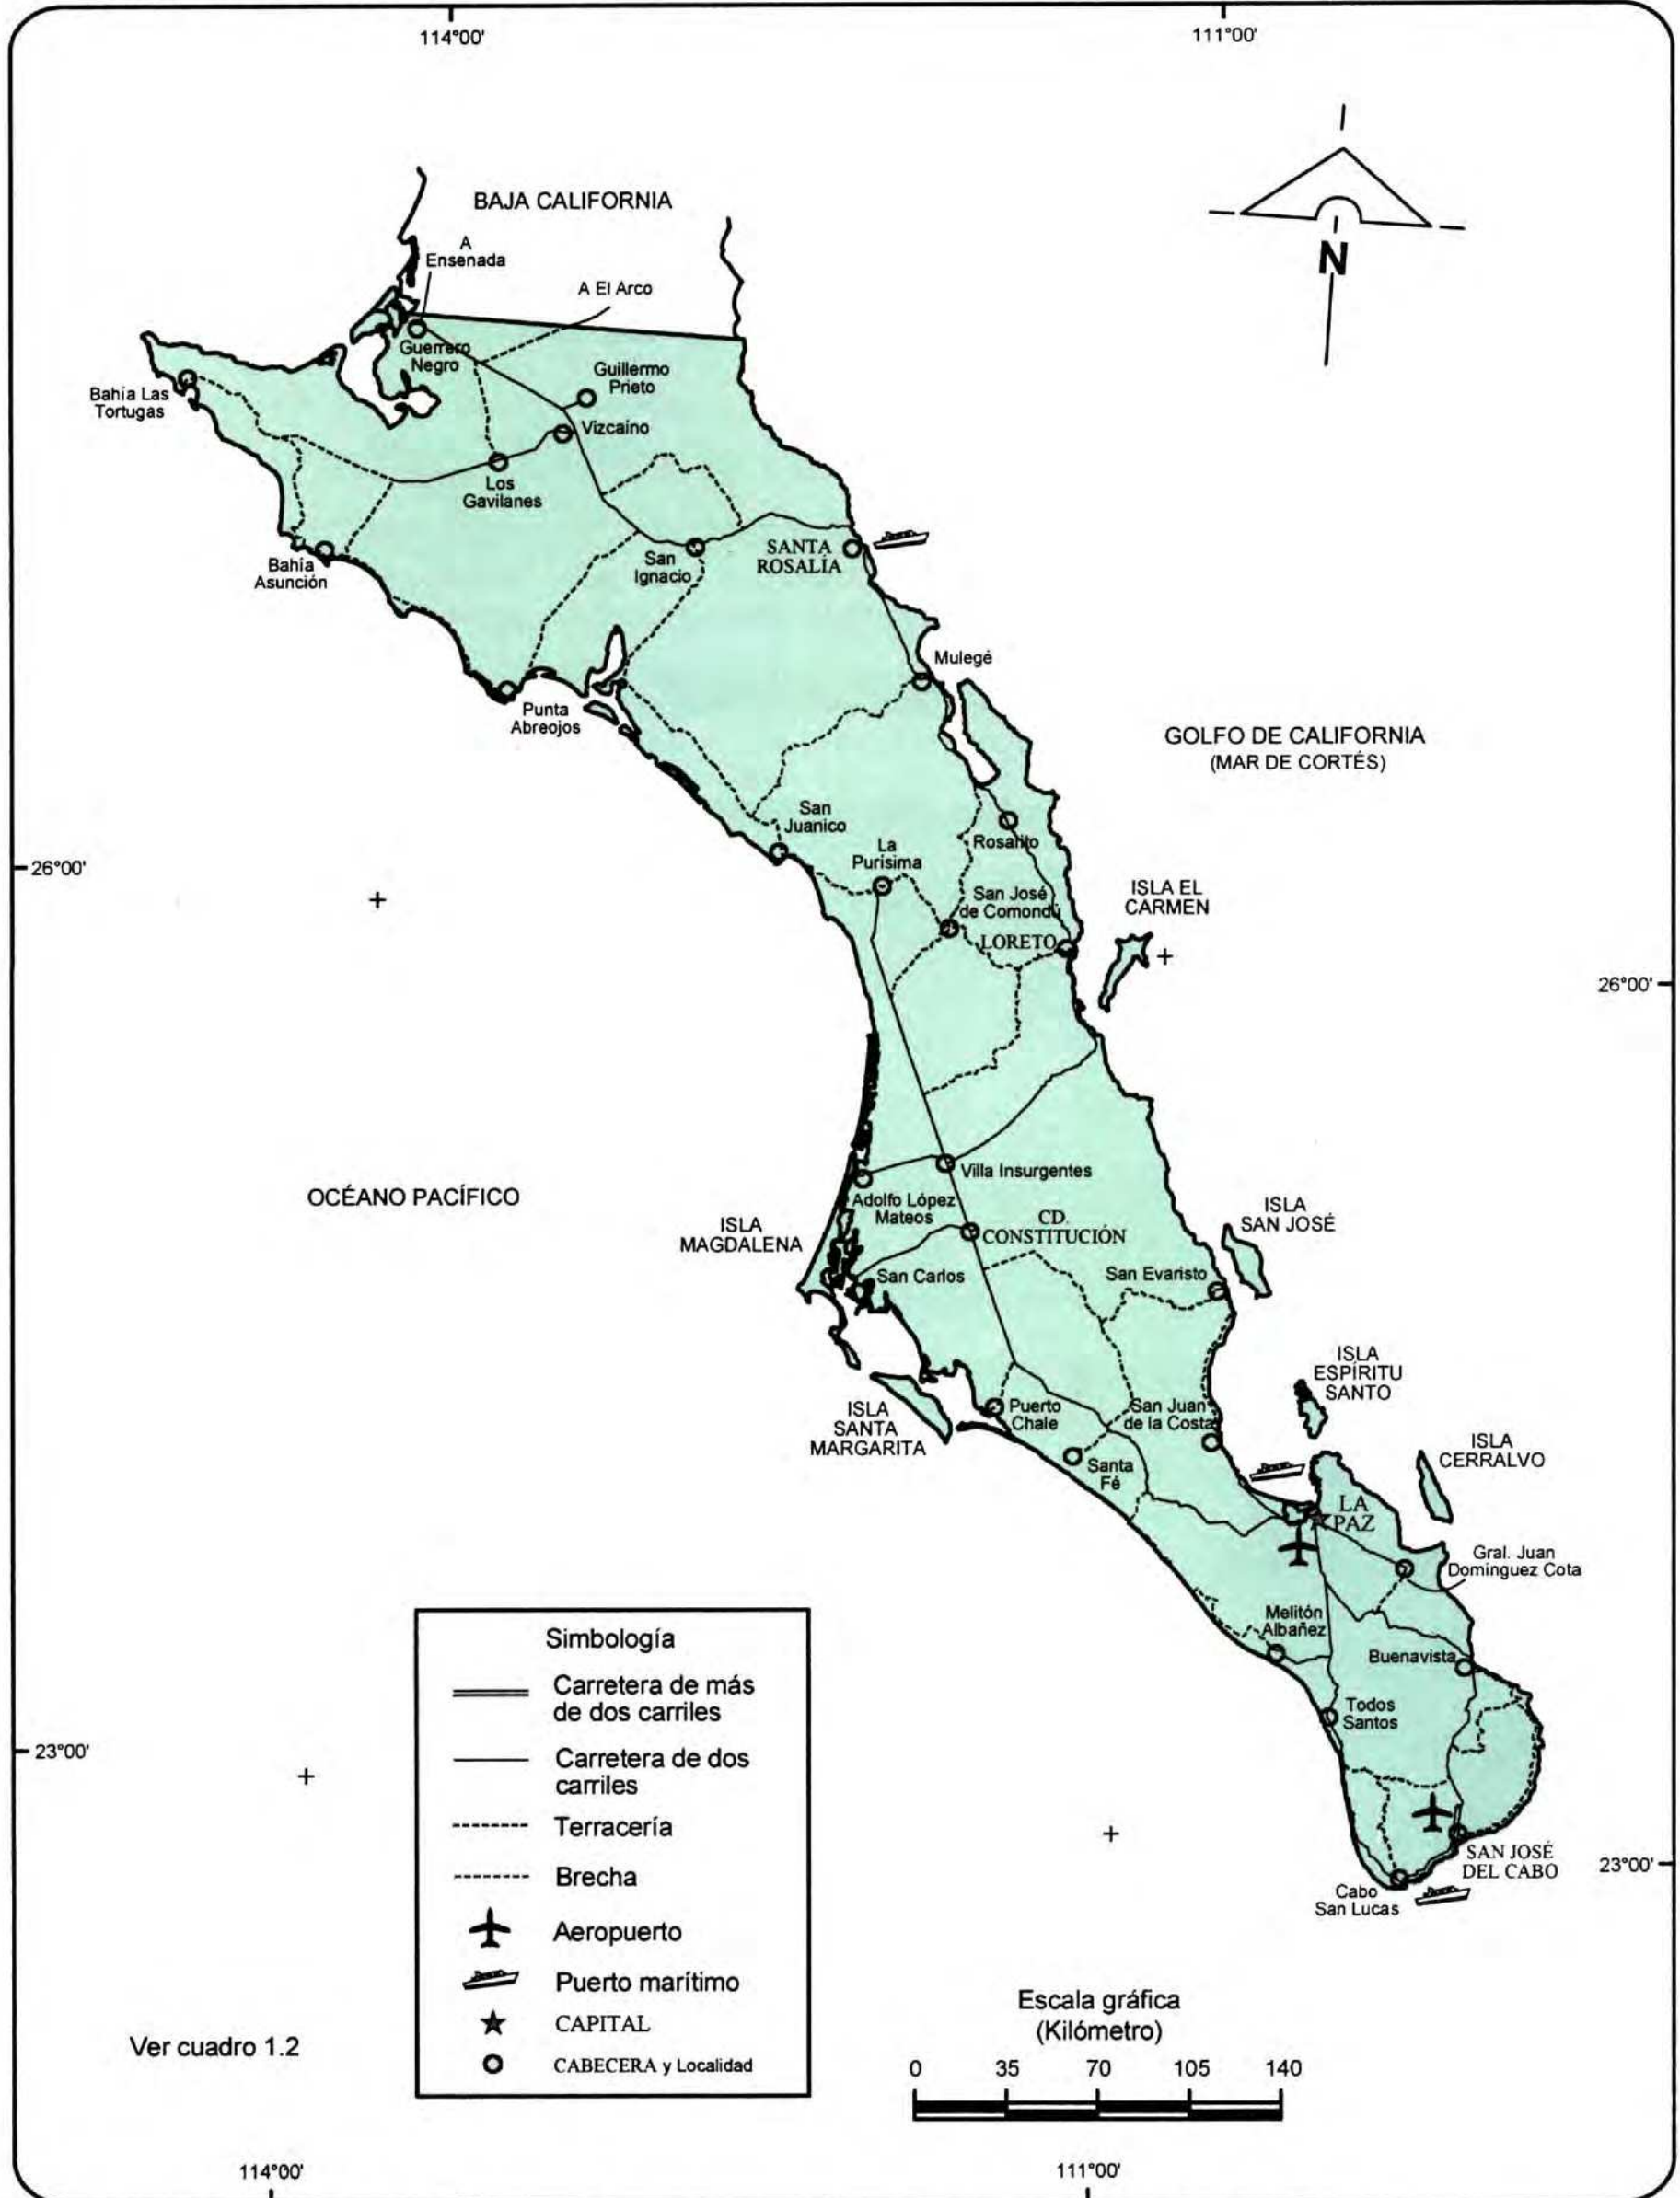 114°00'
111°00'
BAJA CALIFORNIA
A
Ensenada
A El Arco
N
Guerrero
Negro
Guillermo
Prieto
Bahía Las
Tortugas
Vizcaino
Los
Gavilanes
Bahía
Asunción
San
Ignacio
SANTA
ROSALÍA
Mulegé
Punta
Abreojos
GOLFO DE CALIFORNIA
(MAR DE CORTÉS)
San
Juanico
Rosarito
La
Purísima
26°00'
San José
de Comondú
ISLA EL
CARMEN
LORETO
26°00'
OCÉANO PACÍFICO
Villa Insurgentes
Adolfo López
Mateos
CD.
CONSTITUCIÓN
ISLA
SAN JOSÉ
ISLA
MAGDALENA
San Carlos
San Evaristo
ISLA
ESPÍRITU
SANTO
ISLA
SANTA
MARGARITA
Puerto
Chale
San Juan
de la Costa
Santa
Fé
ISLA
CERRALVO
LA
PAZ
Gral. Juan
Dominguez Cota
Melitón
Albañez
Buenavista
Todos
Santos
23°00'
SAN JOSÉ
DEL CABO
23°00'
Cabo
San Lucas
Simbología
Carretera de más
de dos carriles
Carretera de dos
carriles
Terracería
Brecha
Aeropuerto
Puerto marítimo
CAPITAL
CABECERA y Localidad
Ver cuadro 1.2
Escala gráfica
(Kilómetro)
0 35 70 105 140
114°00'
111°00'